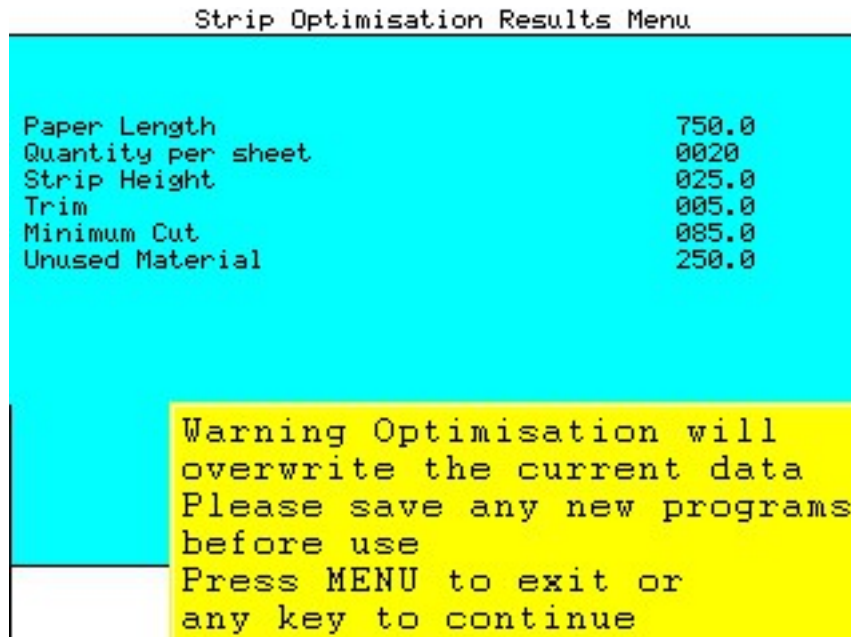 Strip Optimisation Results Menu
Paper Length 750.0
Quantity per sheet 0020
Strip Height 025.0
Trim 005.0
Minimum Cut 085.0
Unused Material 250.0
Warning Optimisation will
overwrite the current data
Please save any new programs
before use
Press MENU to exit or
any key to continue